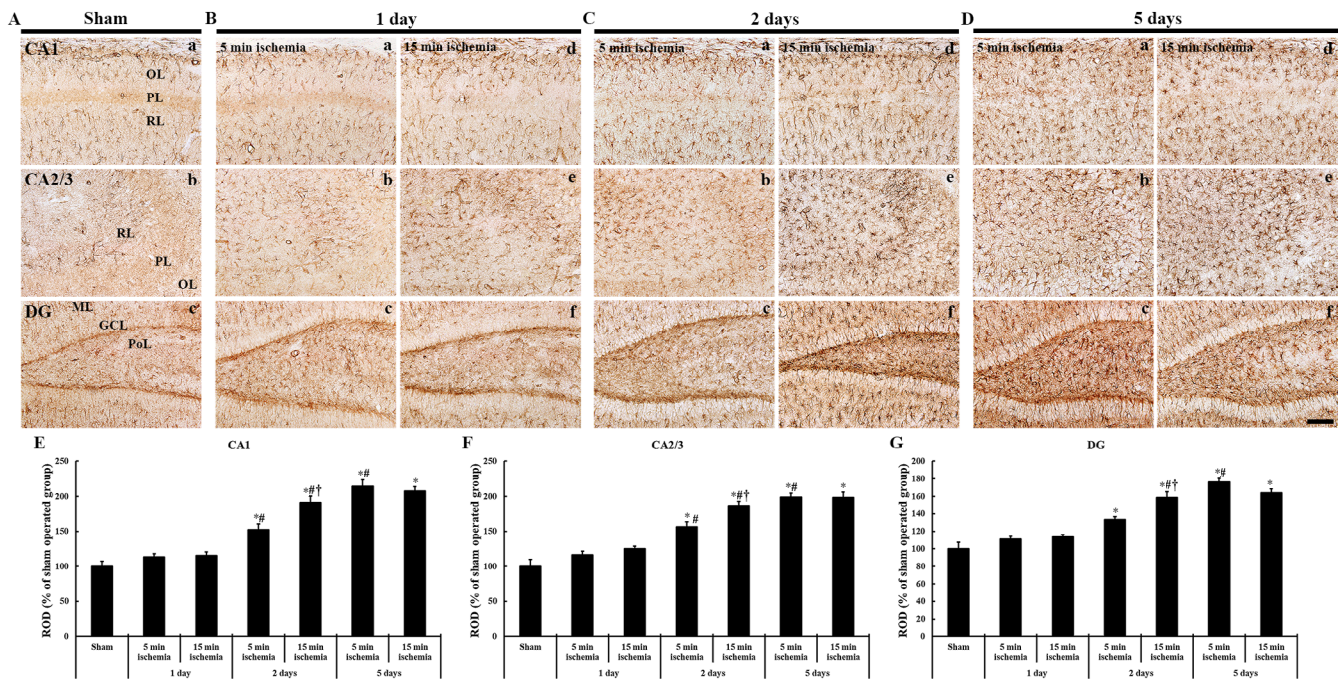 A Sham B 1 day C 2 days D 5 days
CA1 a 5 min ischemia a 15 min ischemia d 5 min ischemia a 15 min ischemia d 5 min ischemia a 15 min ischemia d
OL
PL
RL
CA2/3 b b e b e h e
RL
PL
OL
DG ML c c f c f c f
GCL
PoL
E CA1 F CA2/3 G DG
ROD (% of sham operated group)
250
200
150
100
50
0
*#
*#†
*#
*
Sham 5 min ischemia 15 min ischemia 5 min ischemia 15 min ischemia 5 min ischemia 15 min ischemia
1 day 2 days 5 days
ROD (% of sham operated group)
250
200
150
100
50
0
* #
*#†
*#
*
Sham 5 min ischemia 15 min ischemia 5 min ischemia 15 min ischemia 5 min ischemia 15 min ischemia
1 day 2 days 5 days
ROD (% of sham operated group)
200
180
160
140
120
100
80
60
40
20
0
*
*#†
*#
*
Sham 5 min ischemia 15 min ischemia 5 min ischemia 15 min ischemia 5 min ischemia 15 min ischemia
1 day 2 days 5 days